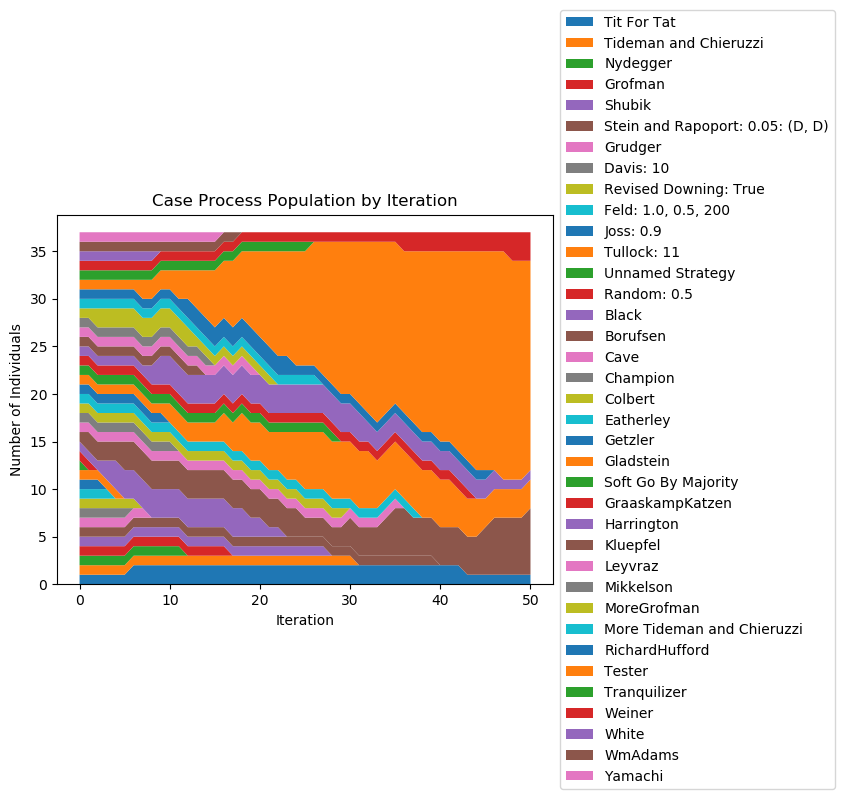 Case Process Population by Iteration
Number of Individuals
35
30
25
20
15
10
5
0
0 10 20 30 40 50
Iteration
Tit For Tat
Tideman and Chieruzzi
Nydegger
Grofman
Shubik
Stein and Rapoport: 0.05: (D, D)
Grudger
Davis: 10
Revised Downing: True
Feld: 1.0, 0.5, 200
Joss: 0.9
Tullock: 11
Unnamed Strategy
Random: 0.5
Black
Borufsen
Cave
Champion
Colbert
Eatherley
Getzler
Gladstein
Soft Go By Majority
GraaskampKatzen
Harrington
Kluepfel
Leyvraz
Mikkelson
MoreGrofman
More Tideman and Chieruzzi
RichardHufford
Tester
Tranquilizer
Weiner
White
WmAdams
Yamachi